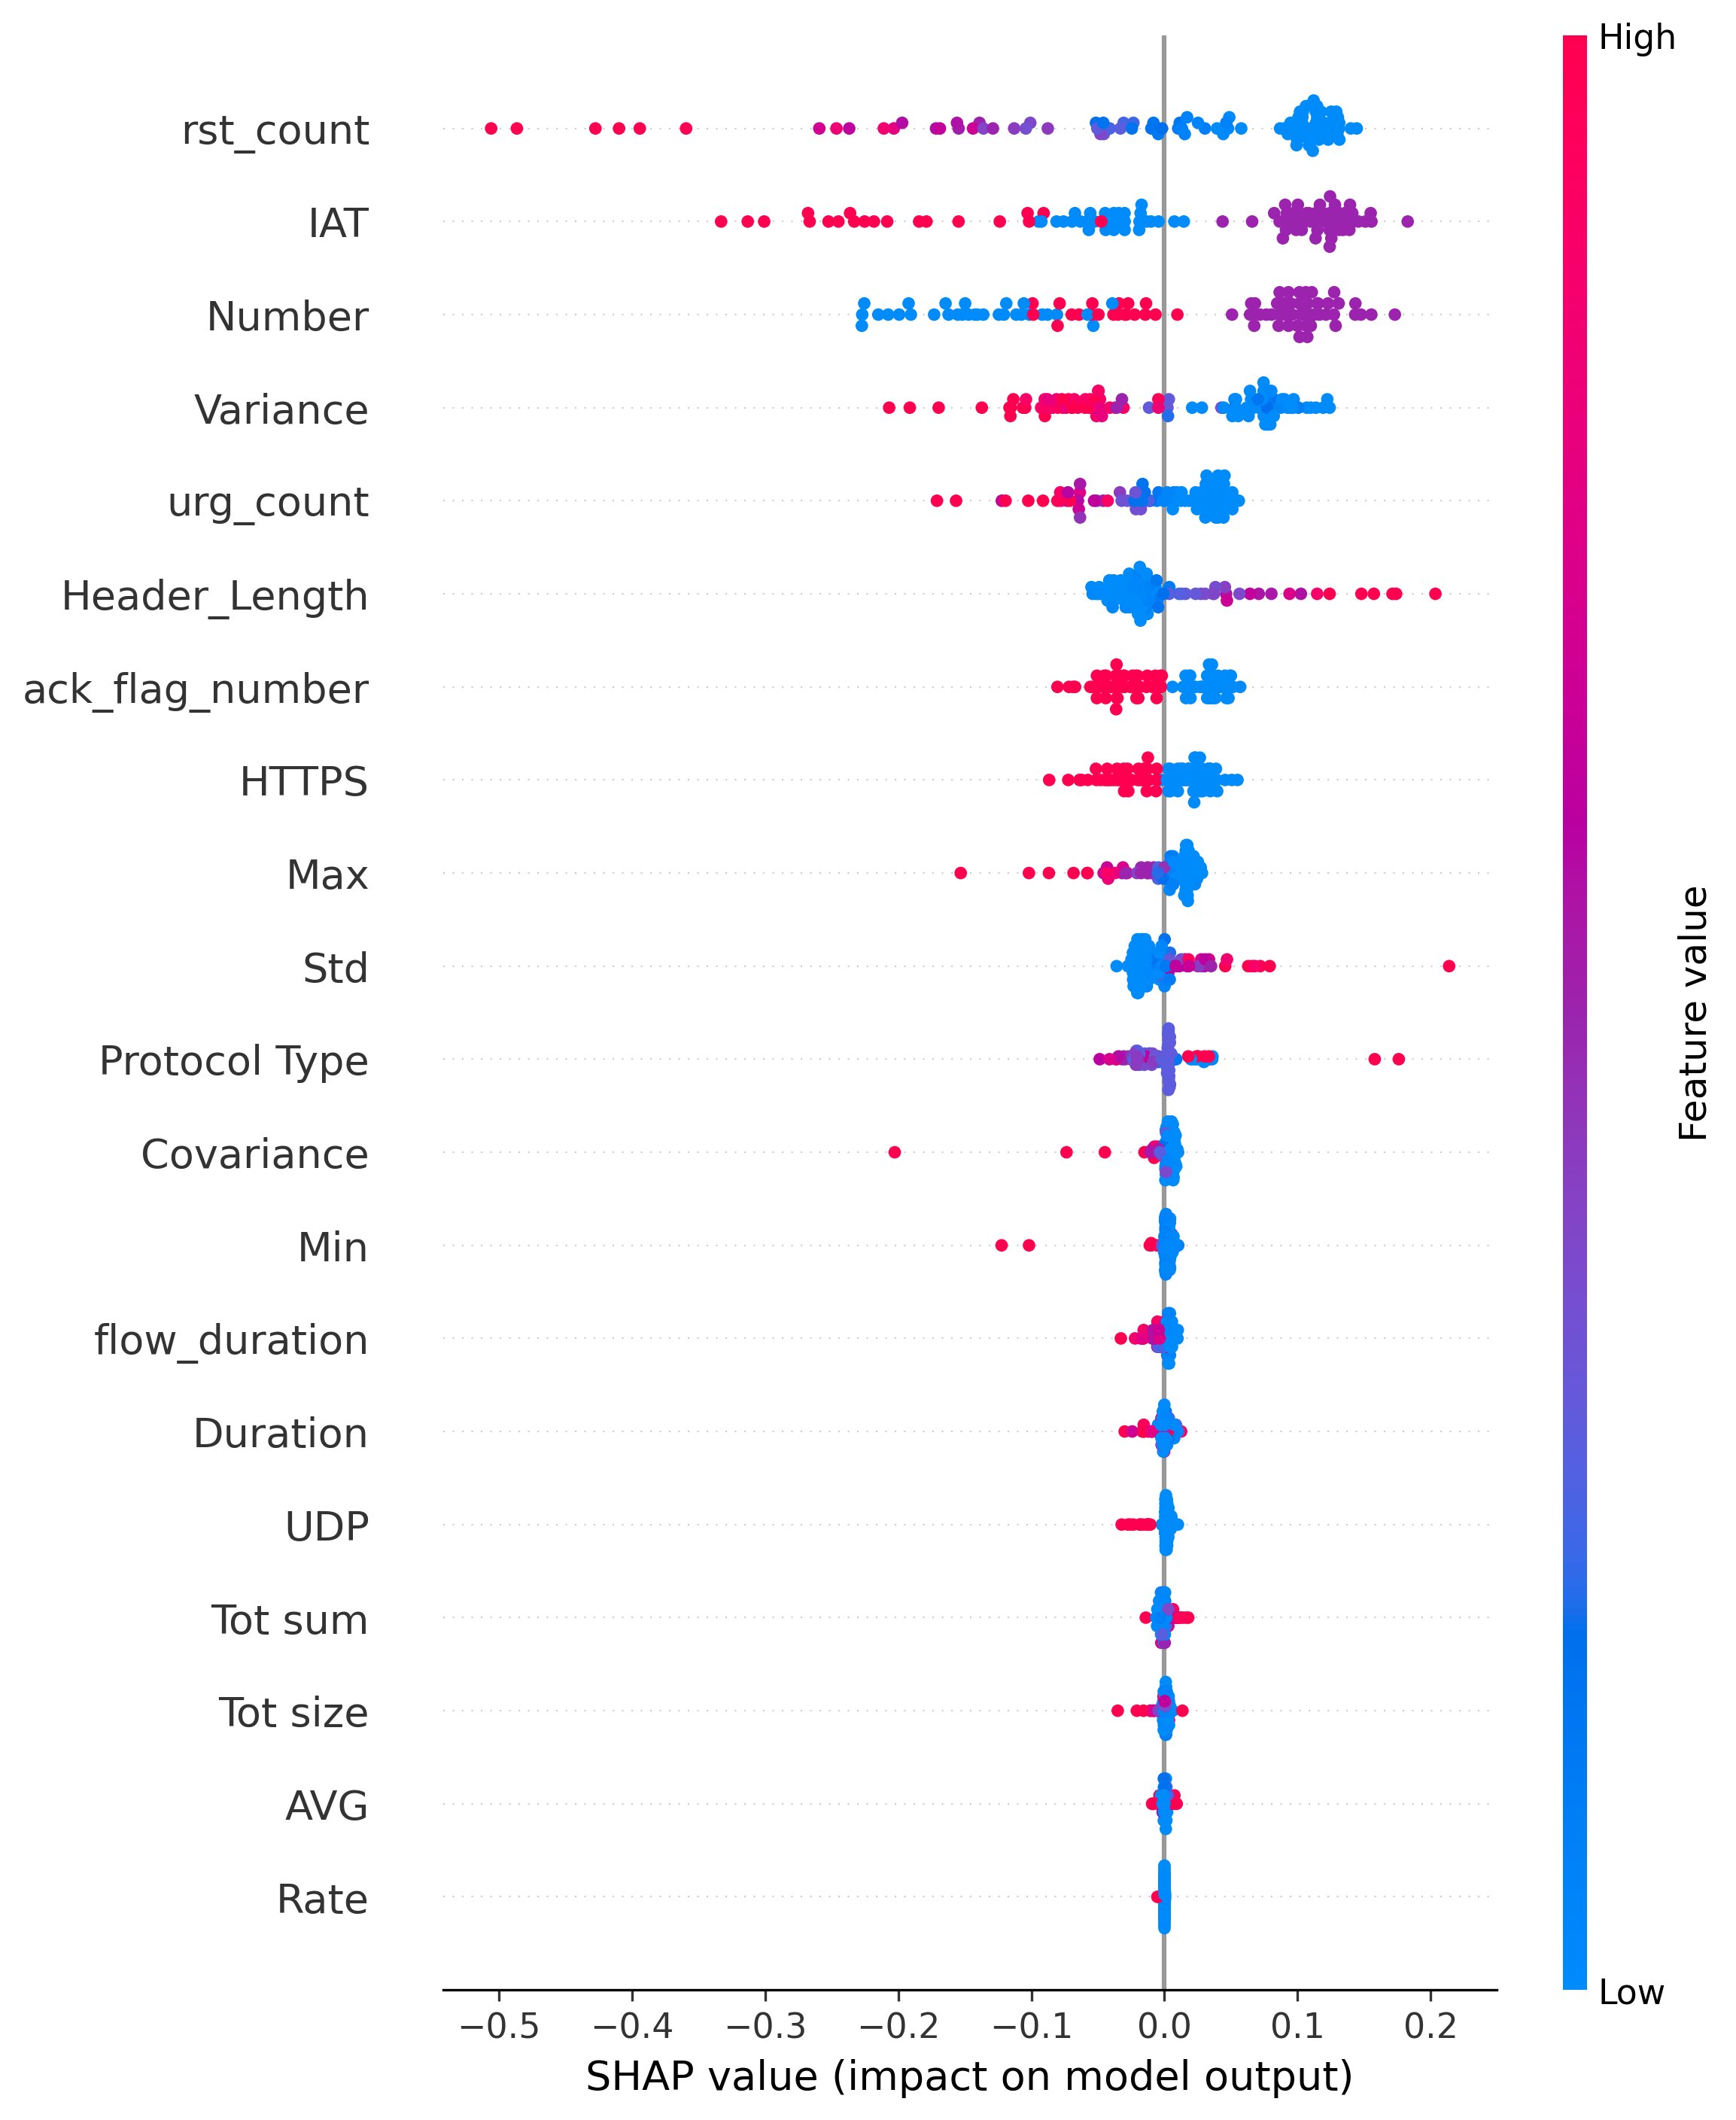 High
rst_count
IAT
Number
Variance
urg_count
Header_Length
ack_flag_number
HTTPS
Max
Std
Protocol Type
Covariance
Min
flow_duration
Duration
UDP
Tot sum
Tot size
AVG
Rate
Feature value
Low
−0.5 −0.4 −0.3 −0.2 −0.1 0.0 0.1 0.2
SHAP value (impact on model output)